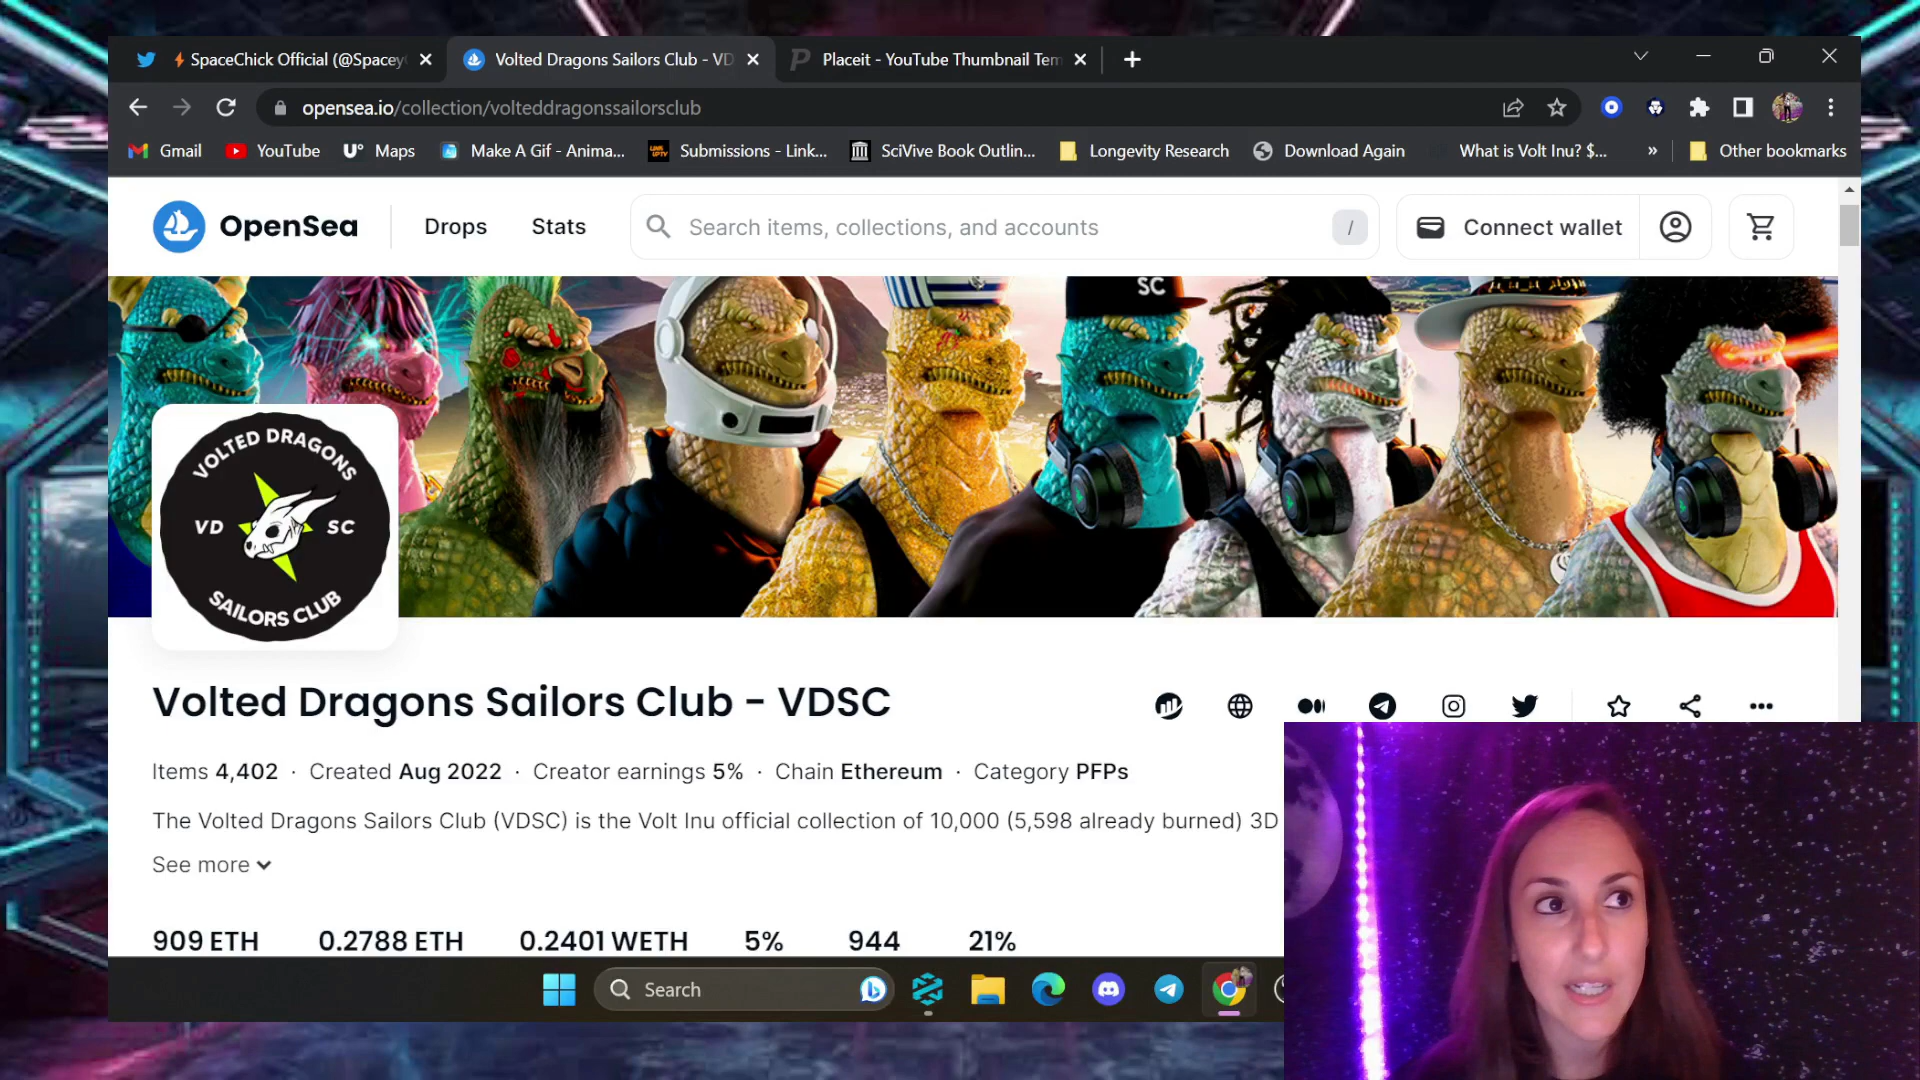 SpaceChick Official (@Spacey
Volted Dragons Sailors Club - VD
Placeit - YouTube Thumbnail Tem
opensea.io/collection/volteddragonssailorsclub
Gmail
YouTube
Maps
Make A Gif - Anima...
Submissions - Link...
SciVive Book Outlin...
Longevity Research
Download Again
What is Volt Inu? $...
»
Other bookmarks
OpenSea
Drops
Stats
Search items, collections, and accounts
/
Connect wallet
SC
VOLTED DRAGONS
VD SC
SAILORS CLUB
Volted Dragons Sailors Club - VDSC
Items 4,402 · Created Aug 2022 · Creator earnings 5% · Chain Ethereum · Category PFPs
The Volted Dragons Sailors Club (VDSC) is the Volt Inu official collection of 10,000 (5,598 already burned) 3D
See more
909 ETH 0.2788 ETH 0.2401 WETH 5% 944 21%
Search